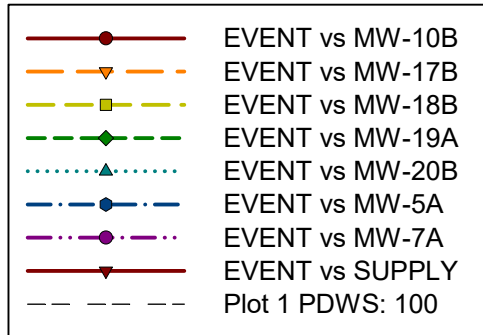 EVENT vs MW-10B
EVENT vs MW-17B
EVENT vs MW-18B
EVENT vs MW-19A
EVENT vs MW-20B
EVENT vs MW-5A
EVENT vs MW-7A
EVENT vs SUPPLY
Plot 1 PDWS: 100